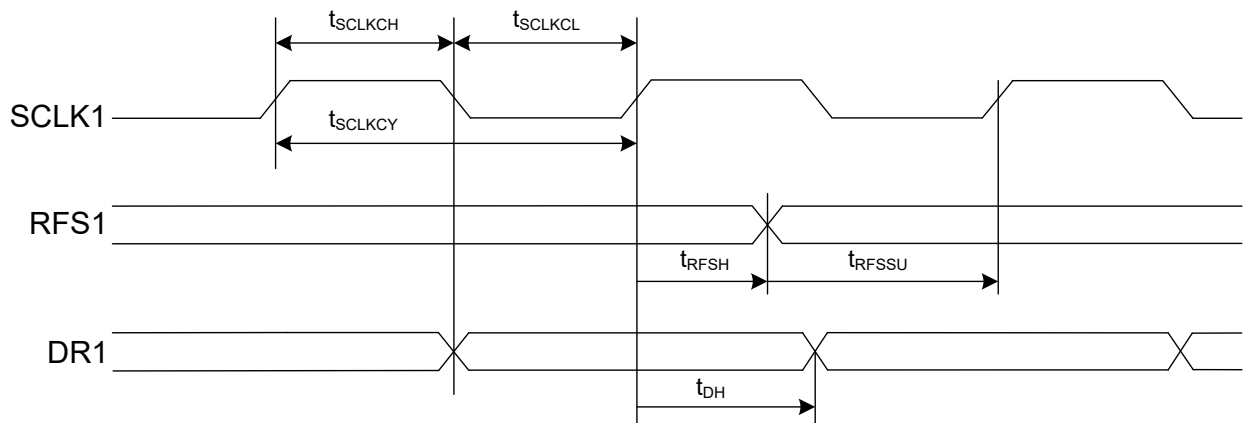 tSCLKCH tSCLKCL
SCLK1
tSCLKCY
RFS1
tRFSH tRFSSU
DR1
tDH